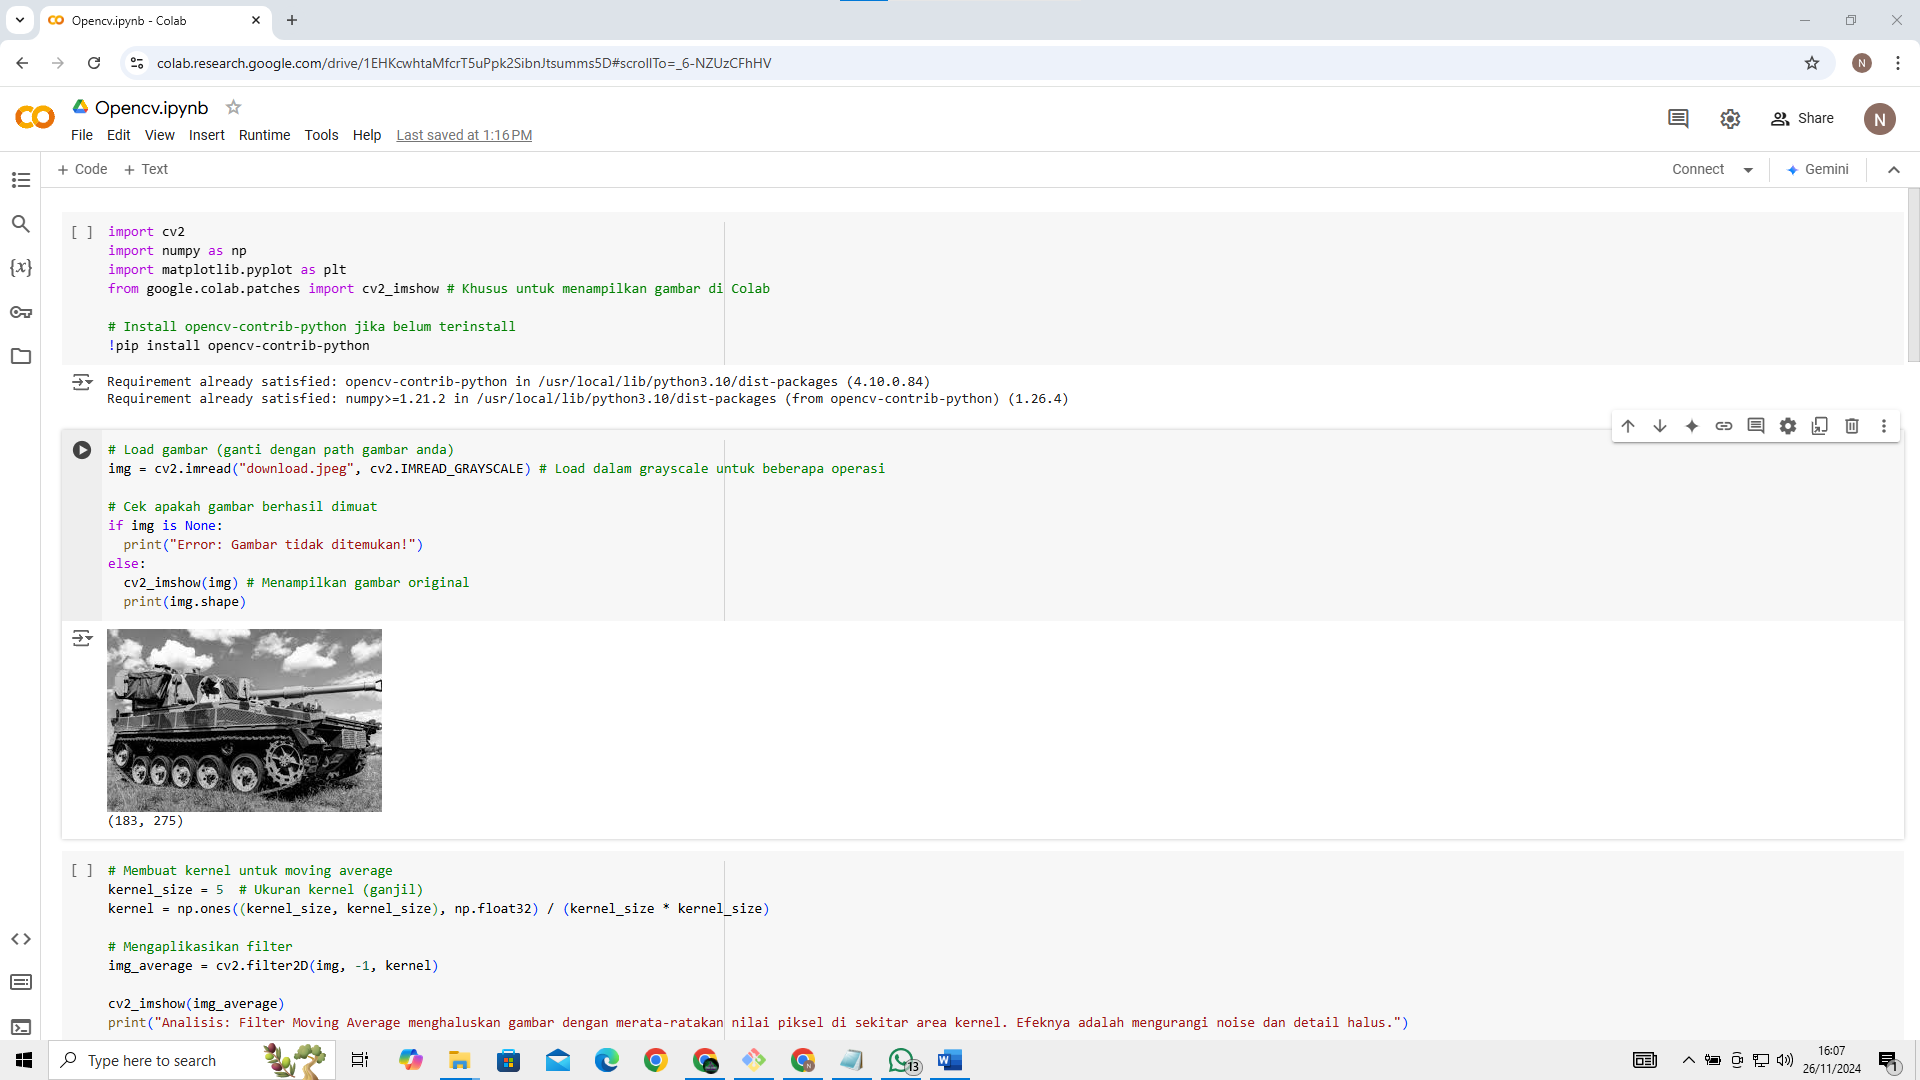 Opencv.ipynb - Colab
colab.research.google.com/drive/1EHKcwhtaMfcrT5uPpk2SibnJtsumms5D#scrollTo=_6-NZUzCFhHV
N
Opencv.ipynb
File Edit View Insert Runtime Tools Help Last saved at 1:16 PM
Share
N
+ Code + Text
Connect
Gemini
{x}
[ ] import cv2
import numpy as np
import matplotlib.pyplot as plt
from google.colab.patches import cv2_imshow # Khusus untuk menampilkan gambar di Colab
# Install opencv-contrib-python jika belum terinstall
!pip install opencv-contrib-python
Requirement already satisfied: opencv-contrib-python in /usr/local/lib/python3.10/dist-packages (4.10.0.84)
Requirement already satisfied: numpy>=1.21.2 in /usr/local/lib/python3.10/dist-packages (from opencv-contrib-python) (1.26.4)
# Load gambar (ganti dengan path gambar anda)
img = cv2.imread("download.jpeg", cv2.IMREAD_GRAYSCALE) # Load dalam grayscale untuk beberapa operasi
# Cek apakah gambar berhasil dimuat
if img is None:
print("Error: Gambar tidak ditemukan!")
else:
cv2_imshow(img) # Menampilkan gambar original
print(img.shape)
(183, 275)
[ ] # Membuat kernel untuk moving average
kernel_size = 5 # Ukuran kernel (ganjil)
kernel = np.ones((kernel_size, kernel_size), np.float32) / (kernel_size * kernel_size)
# Mengaplikasikan filter
img_average = cv2.filter2D(img, -1, kernel)
cv2_imshow(img_average)
print("Analisis: Filter Moving Average menghaluskan gambar dengan merata-ratakan nilai piksel di sekitar area kernel. Efeknya adalah mengurangi noise dan detail halus.")
Type here to search
13
16:07
26/11/2024
1